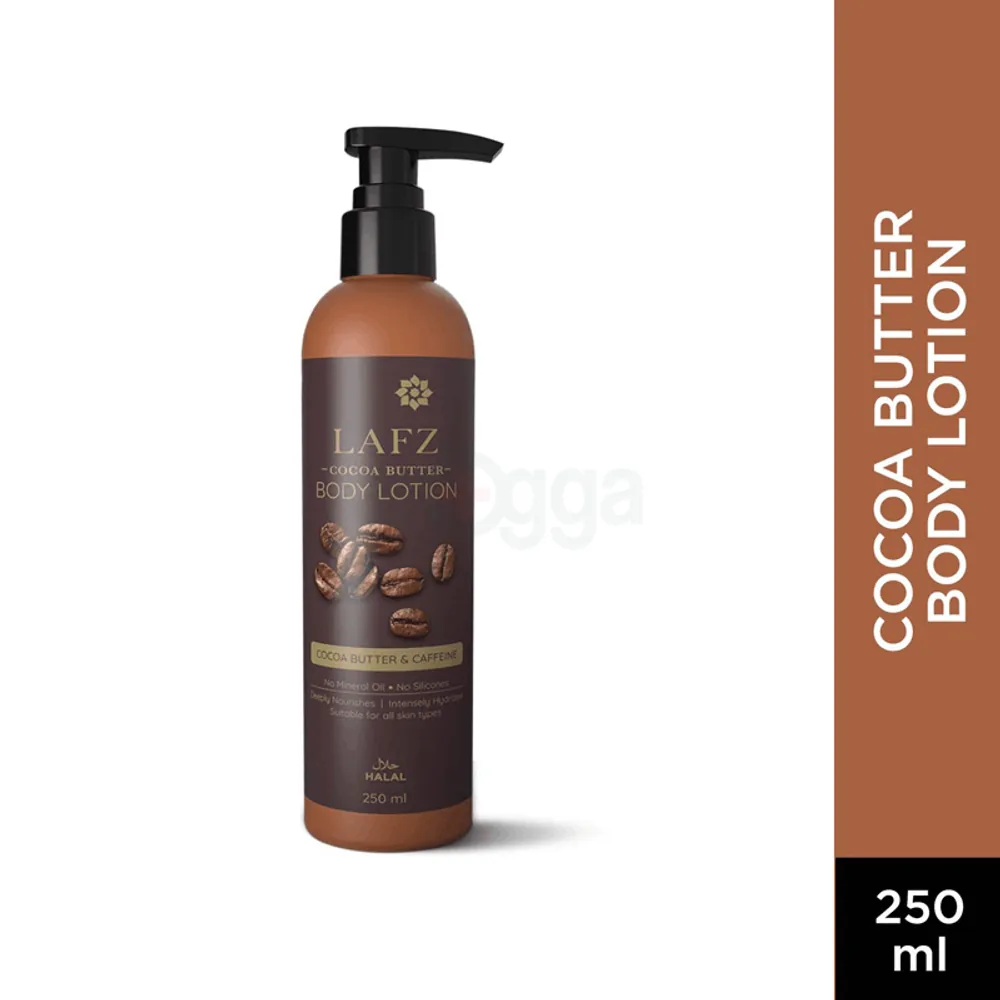 LAFZ
COCOA BUTTER
BODY LOTION
COCOA BUTTER & CAFFEINE
No Mineral Oil • No Silicones
Deeply Nourishes | Intensely
Suitable for all skin types
حلال
HALAL
250 ml
COCOA BUTTER
BODY LOTION
250
ml